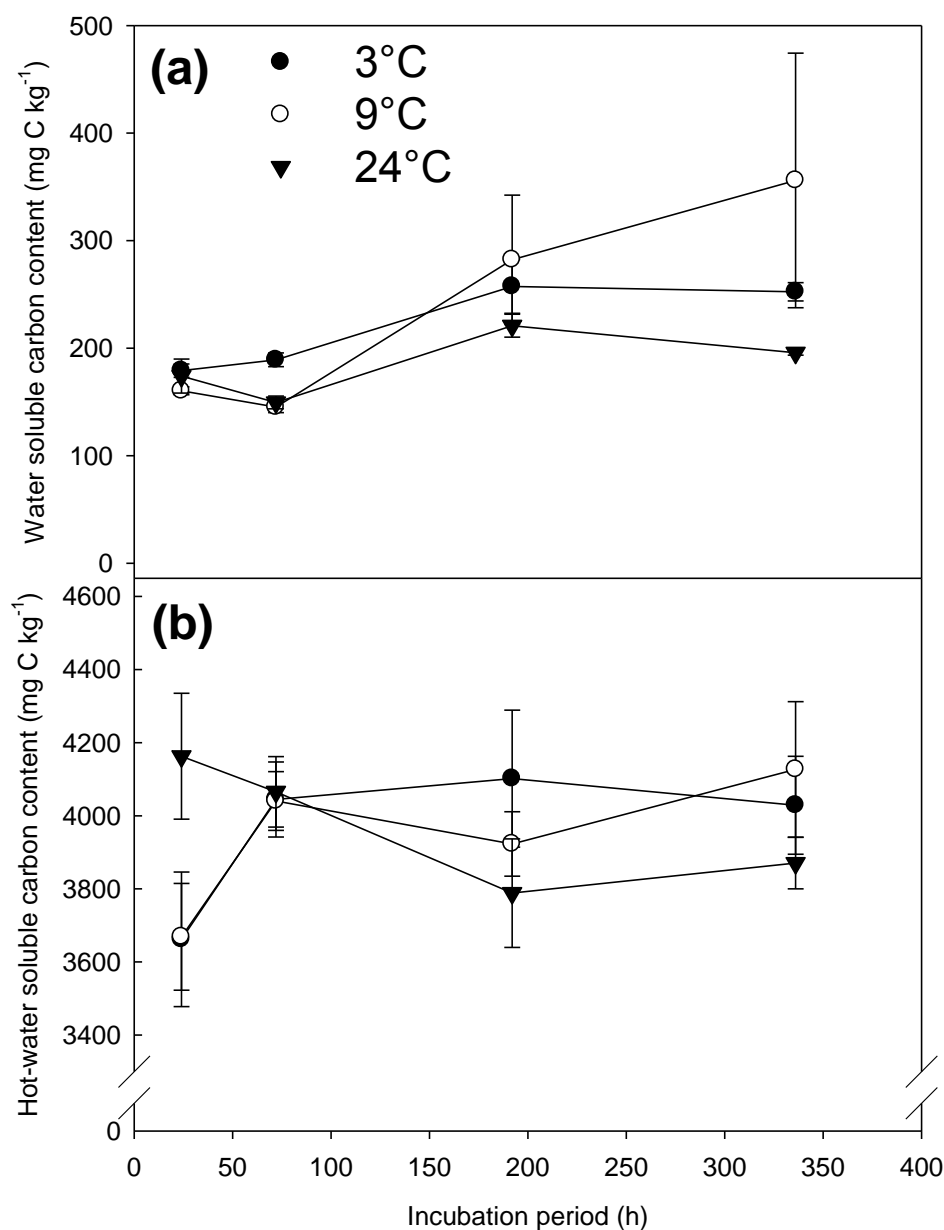 Water soluble carbon content (mg C kg⁻¹)
500
400
300
200
100
0
(a)
3°C
9°C
24°C
Hot-water soluble carbon content (mg C kg⁻¹)
4600
4400
4200
4000
3800
3600
3400
0
(b)
0 50 100 150 200 250 300 350 400
Incubation period (h)